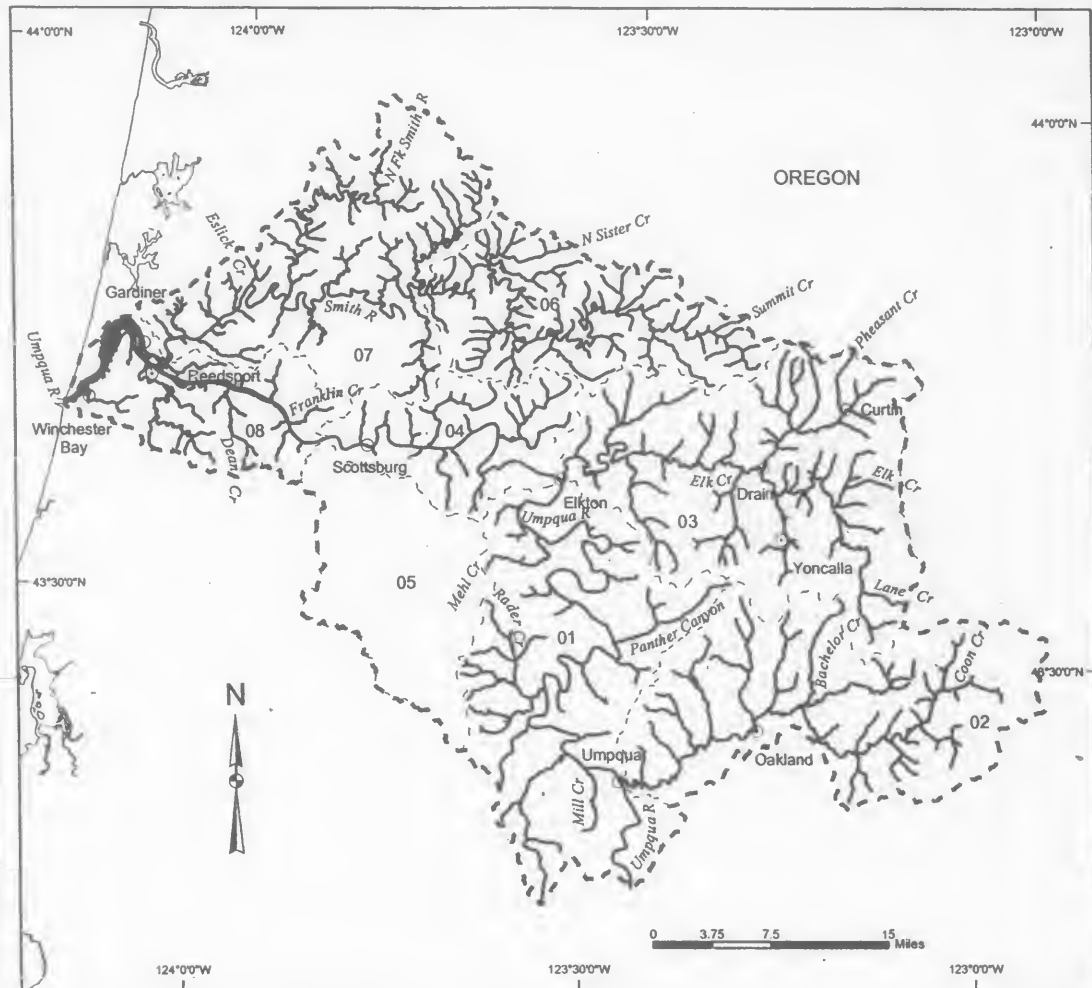 124°0'0"W
123°30'0"W
123°0'0"W
44°0'0"N
44°0'0"N
OREGON
N Fk Smith R
Eslick Cr
N Sister Cr
Gardiner
Smith R
06
Summit Cr
Pheasant Cr
Umpqua R
07
Reedsport
Franklin Cr
Curtin
Winchester
Bay
08
04
Dean Cr
Scottsburg
Elk Cr
Drain
Elk Cr
Elkton
Umpqua R
03
43°30'0"N
05
Mehl Cr
Yoncalla
Lane Cr
Rader Cr
01
Panther Canyon
Bachelor Cr
Coon Cr
43°30'0"N
N
02
Umpqua
Oakland
Mill Cr
Umpqua R
0 3.75 7.5 15
Miles
124°0'0"W
123°30'0"W
123°0'0"W